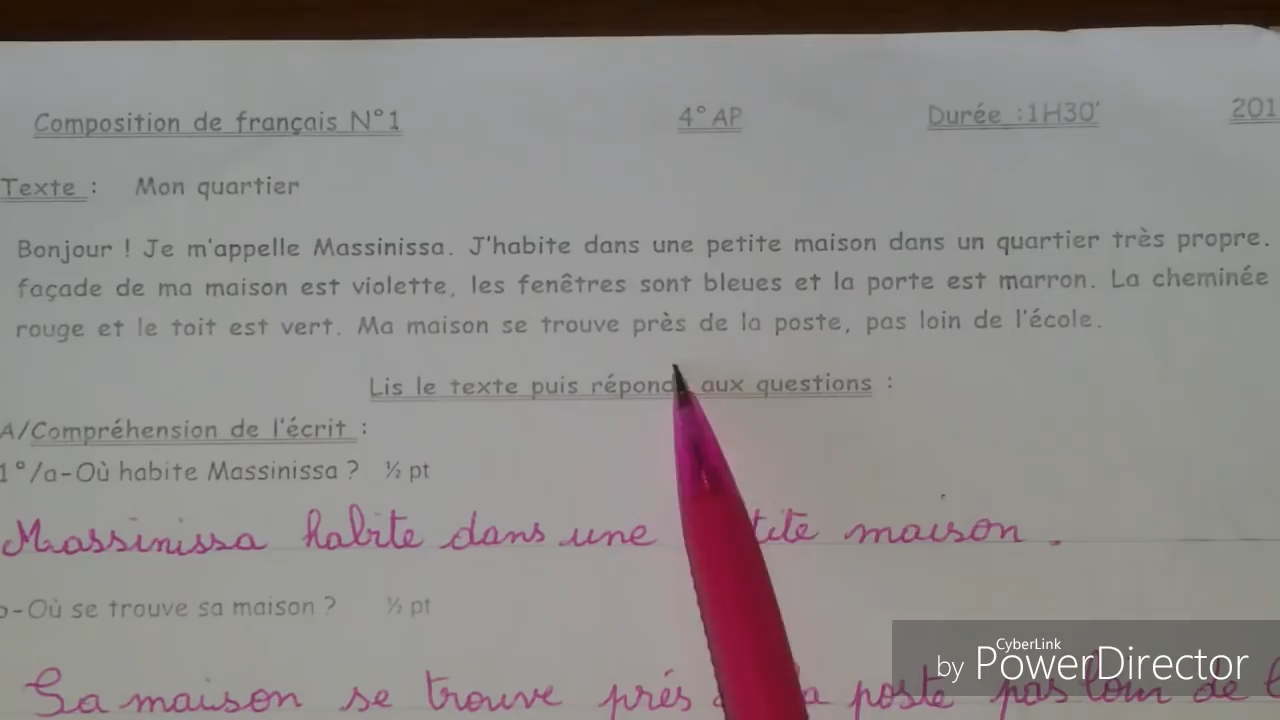 Composition de français N°1 4° AP Durée : 1H30' 201
Texte : Mon quartier
Bonjour ! Je m'appelle Massinissa. J'habite dans une petite maison dans un quartier très propre.
façade de ma maison est violette, les fenêtres sont bleues et la porte est marron. La cheminée
rouge et le toit est vert. Ma maison se trouve près de la poste, pas loin de l'école.
Lis le texte puis répond aux questions :
A/Compréhension de l'écrit :
1°/a-Où habite Massinissa ? ½ pt
Massinissa habite dans une tite maison .
b-Où se trouve sa maison ? ½ pt
Sa maison se trouve prés a poste pas loin de l
CyberLink
by PowerDirector